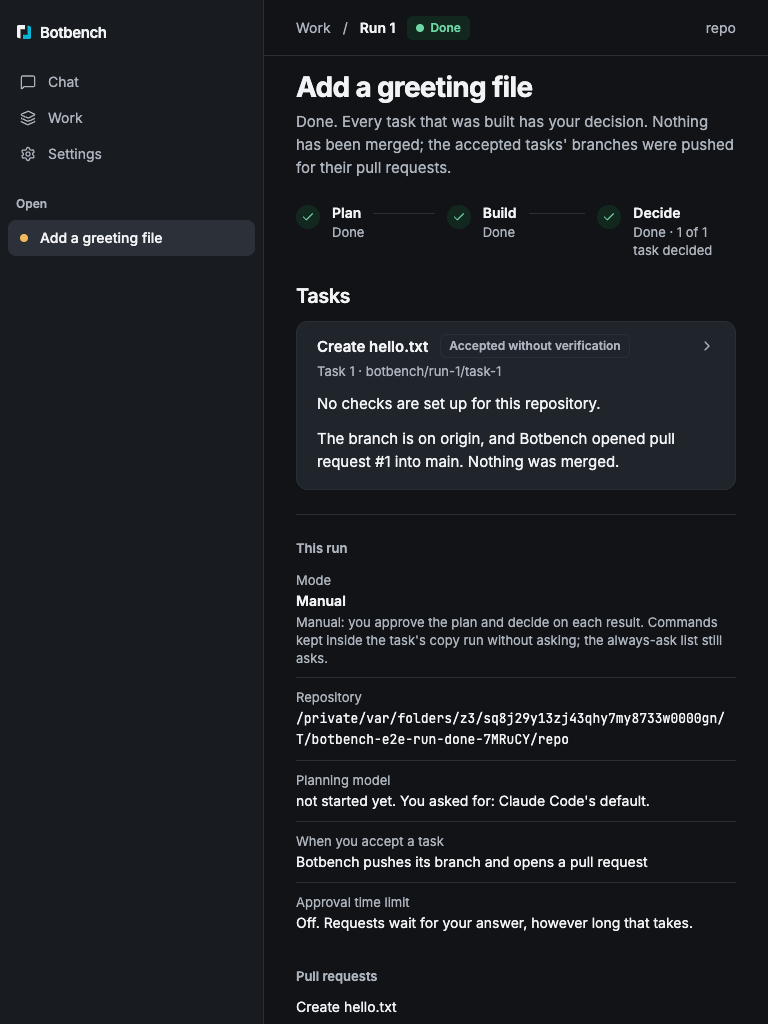 Botbench
Chat
Work
Settings
Open
Add a greeting file
Work / Run 1 Done
repo
Add a greeting file
Done. Every task that was built has your decision. Nothing
has been merged; the accepted tasks' branches were pushed
for their pull requests.
Plan
Done
Build
Done
Decide
Done · 1 of 1
task decided
Tasks
Create hello.txt Accepted without verification
Task 1 · botbench/run-1/task-1
No checks are set up for this repository.
The branch is on origin, and Botbench opened pull
request #1 into main. Nothing was merged.
This run
Mode
Manual
Manual: you approve the plan and decide on each result. Commands
kept inside the task's copy run without asking; the always-ask list still
asks.
Repository
/private/var/folders/z3/sq8j29y13zj43qhy7my8733w0000gn/
T/botbench-e2e-run-done-7MRuCY/repo
Planning model
not started yet. You asked for: Claude Code's default.
When you accept a task
Botbench pushes its branch and opens a pull request
Approval time limit
Off. Requests wait for your answer, however long that takes.
Pull requests
Create hello.txt